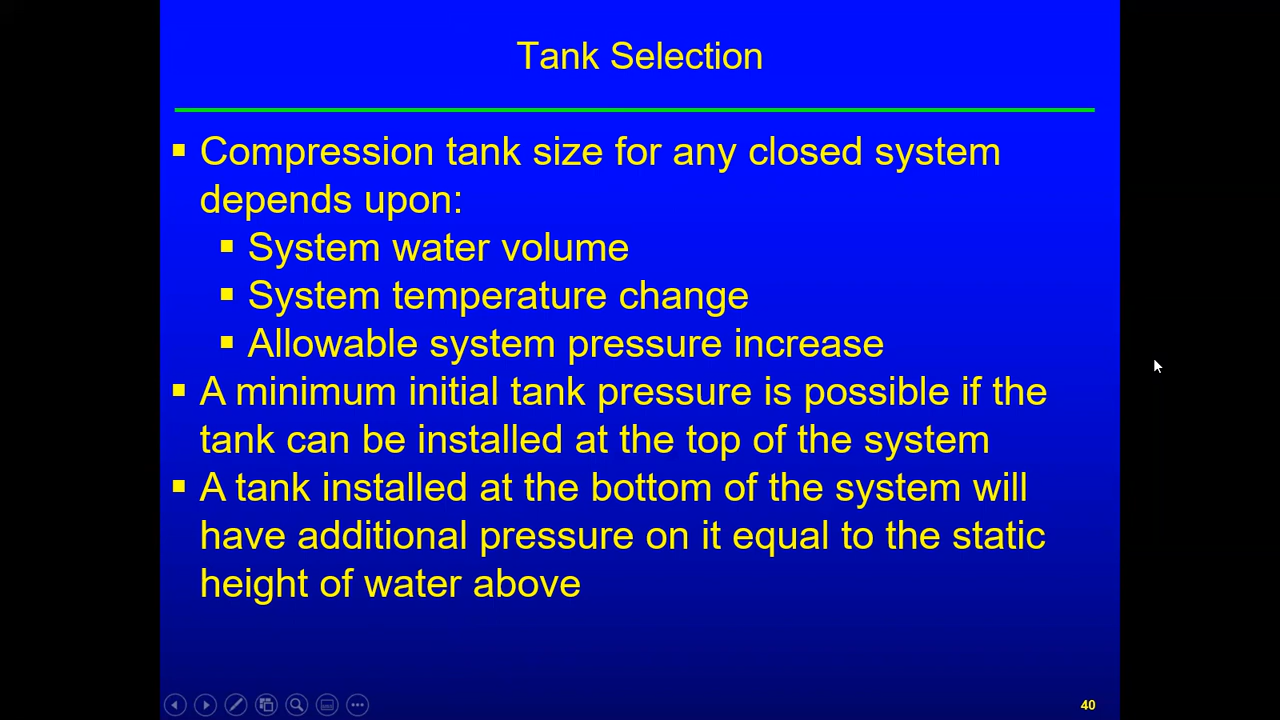 Tank Selection
Compression tank size for any closed system
depends upon:
System water volume
System temperature change
Allowable system pressure increase
A minimum initial tank pressure is possible if the
tank can be installed at the top of the system
A tank installed at the bottom of the system will
have additional pressure on it equal to the static
height of water above
40